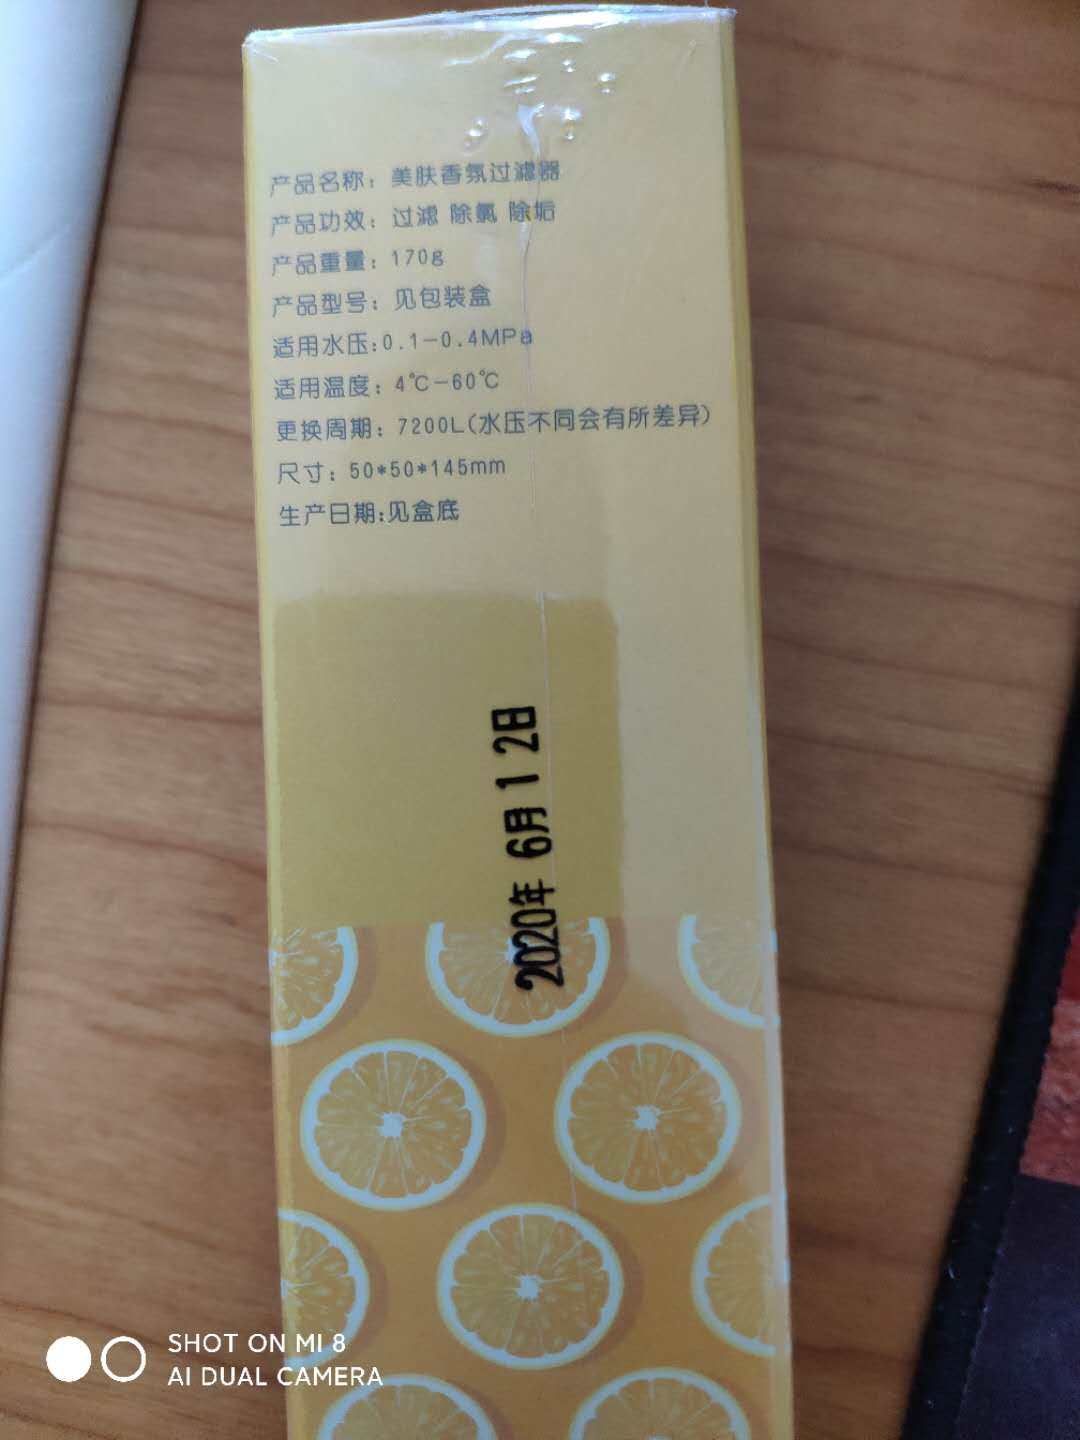 产品名称：美肤香氛过滤器
产品功效：过滤 除氯 除垢
产品重量：170g
产品型号：见包装盒
适用水压:0.1-0.4MPa
适用温度：4℃-60℃
更换周期：7200L(水压不同会有所差异)
尺寸：50*50*145mm
生产日期:见盒底
2020年 6月12日
SHOT ON MI 8
AI DUAL CAMERA